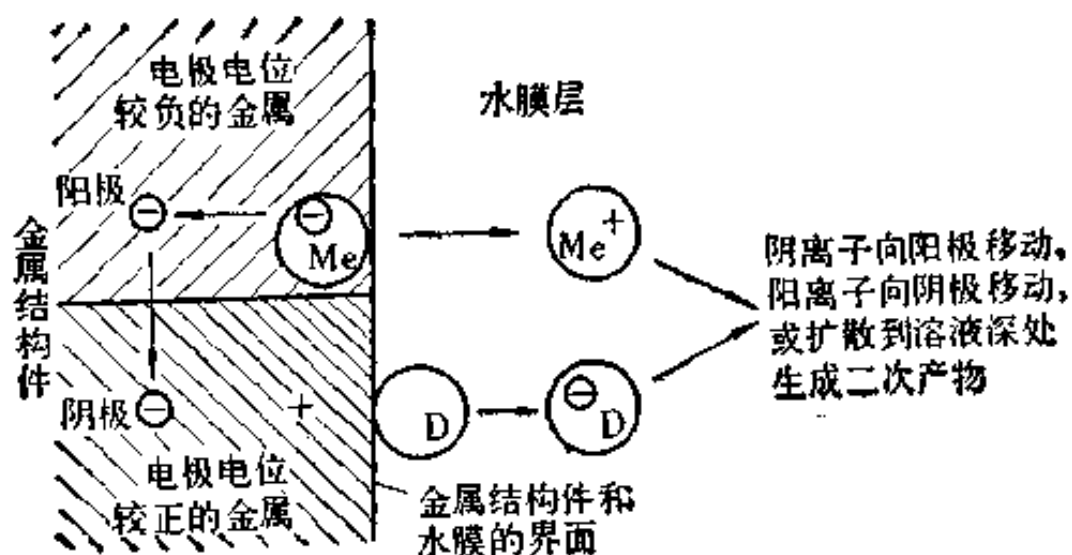 电极电位
较负的金属
水膜层
阳极
⊖
⊖
Me
Me+
金属结构件
阴离子向阳极移动，
阳离子向阴极移动，
或扩散到溶液深处
生成二次产物
阴极
⊖
+
D
⊖
D
电极电位
较正的金属
金属结构件和
水膜的界面